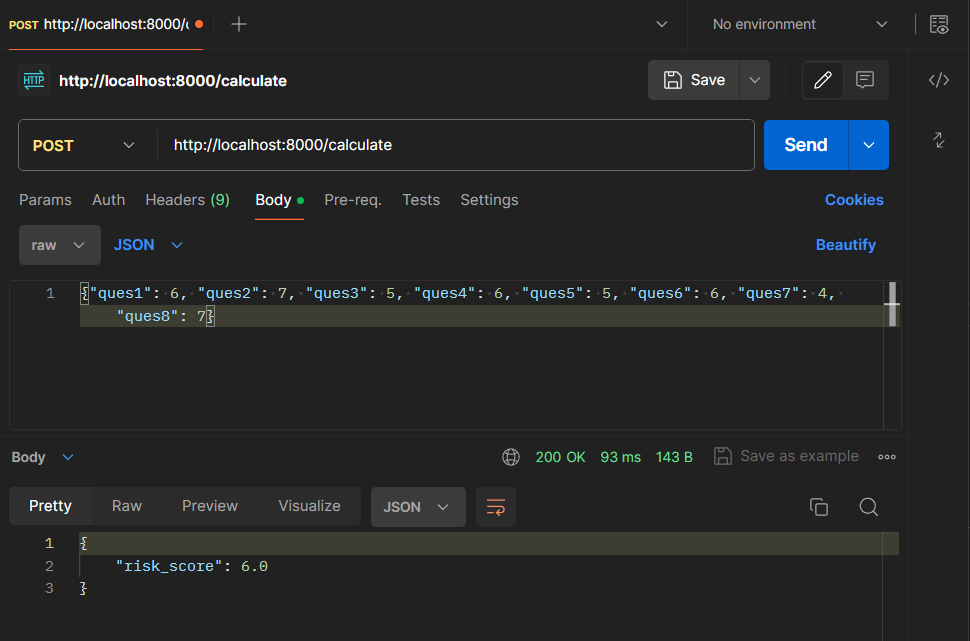 POST http://localhost:8000/c
No environment
HTTP http://localhost:8000/calculate
Save
POST http://localhost:8000/calculate Send
Params Auth Headers (9) Body Pre-req. Tests Settings Cookies
raw JSON Beautify
1 {"ques1": 6, "ques2": 7, "ques3": 5, "ques4": 6, "ques5": 5, "ques6": 6, "ques7": 4,
"ques8": 7}
Body 200 OK 93 ms 143 B Save as example
Pretty Raw Preview Visualize JSON
1 {
2 "risk_score": 6.0
3 }